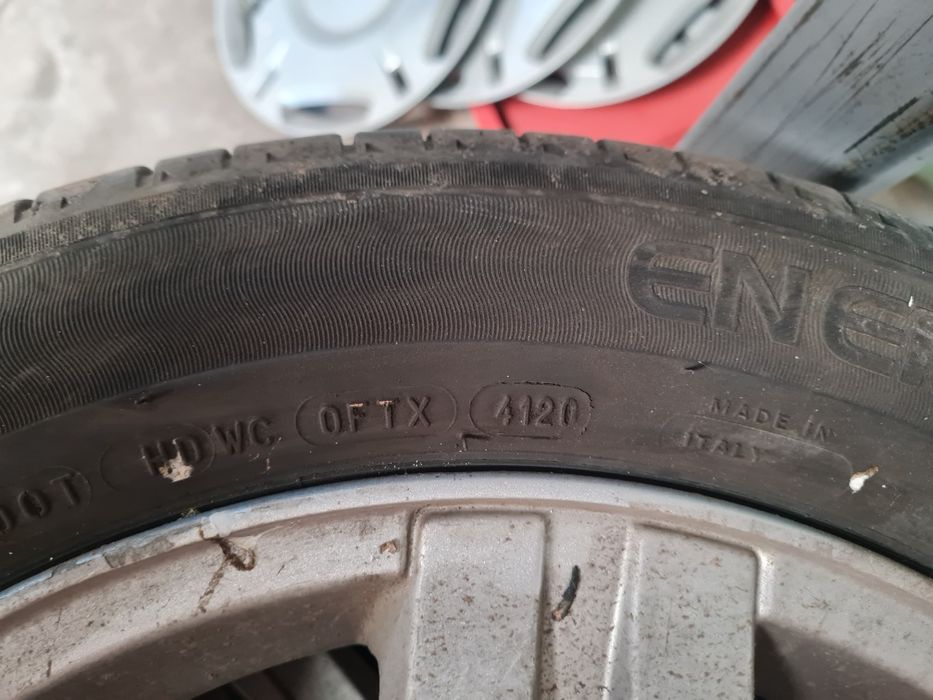 ENE
DOT HD WC 0FTX 4120
MADE IN
ITALY